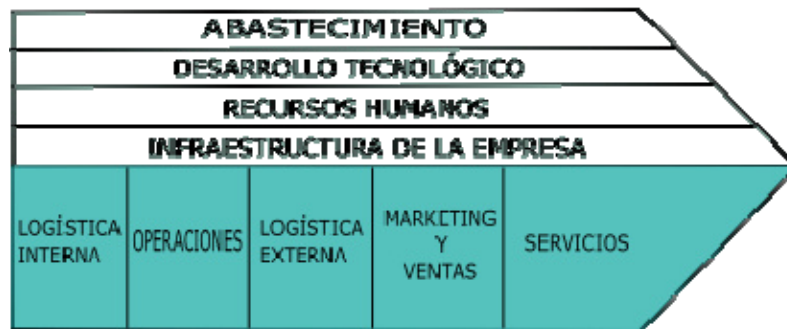 ABASTECIMIENTO
DESARROLLO TECNOLÓGICO
RECURSOS HUMANOS
INFRAESTRUCTURA DE LA EMPRESA
LOGÍSTICA
INTERNA
OPERACIONES
LOGÍSTICA
EXTERNA
MARKETING
Y
VENTAS
SERVICIOS